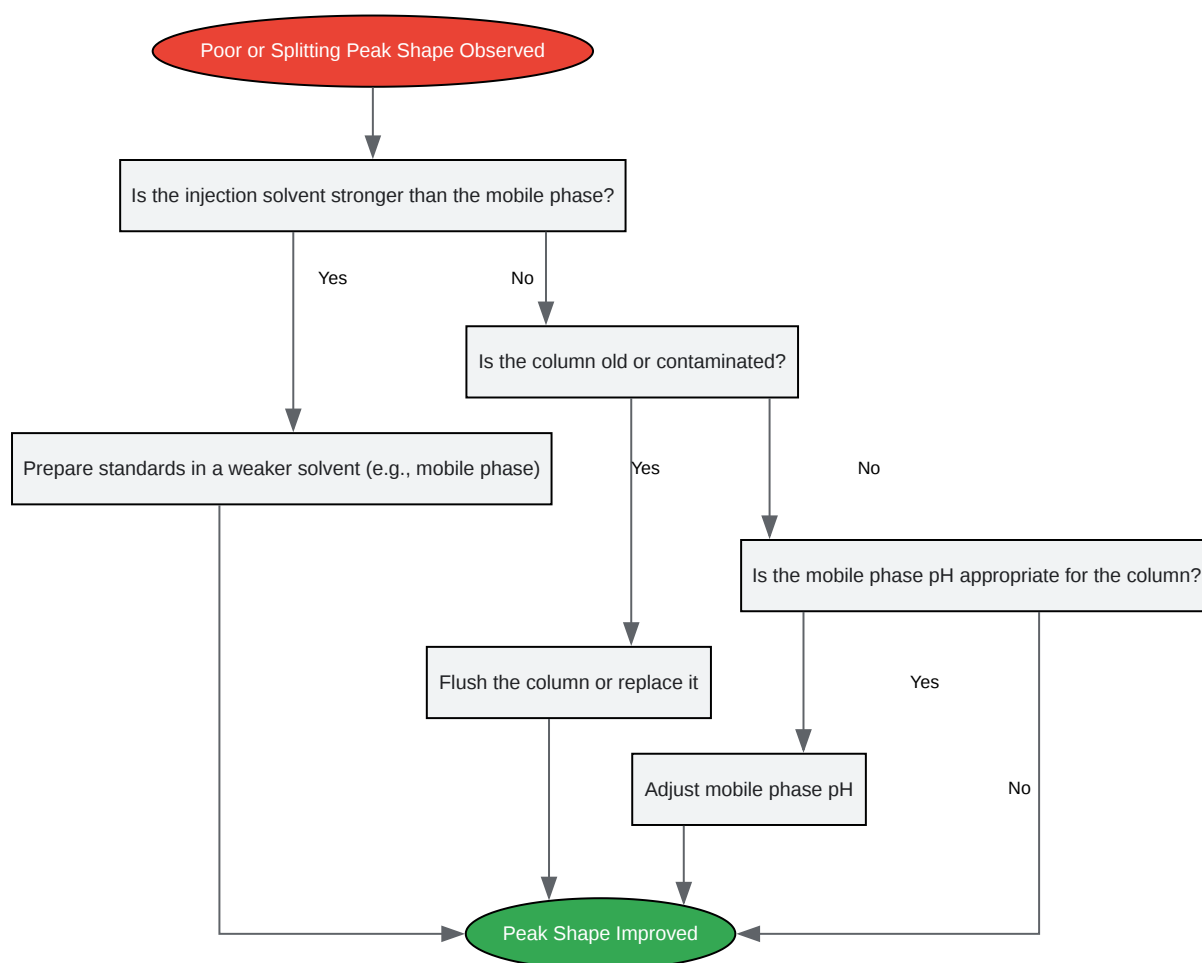 Poor or Splitting Peak Shape Observed
Is the injection solvent stronger than the mobile phase?
Yes
No
Is the column old or contaminated?
Prepare standards in a weaker solvent (e.g., mobile phase)
Yes
No
Is the mobile phase pH appropriate for the column?
Flush the column or replace it
Yes
Adjust mobile phase pH
No
Peak Shape Improved